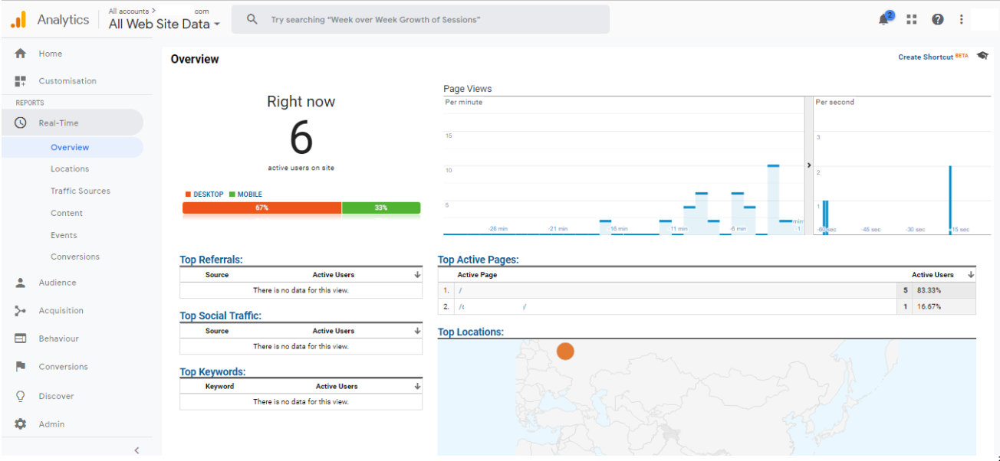 Analytics
All accounts > com
All Web Site Data
Try searching “Week over Week Growth of Sessions”
2
Home
Customisation
REPORTS
Real-Time
Overview
Locations
Traffic Sources
Content
Events
Conversions
Audience
Acquisition
Behaviour
Conversions
Discover
Admin
Overview
Create Shortcut BETA
Right now
6
active users on site
DESKTOP MOBILE
67% 33%
Page Views
Per minute
15
10
5
-26 min -21 min -16 min -11 min -6 min min -1
Per second
3
2
1
-60 sec -45 sec -30 sec -15 sec
Top Referrals:
Source Active Users
There is no data for this view.
Top Social Traffic:
Source Active Users
There is no data for this view.
Top Keywords:
Keyword Active Users
There is no data for this view.
Top Active Pages:
Active Page Active Users
1. / 5 83.33%
2. / / 1 16.67%
Top Locations: